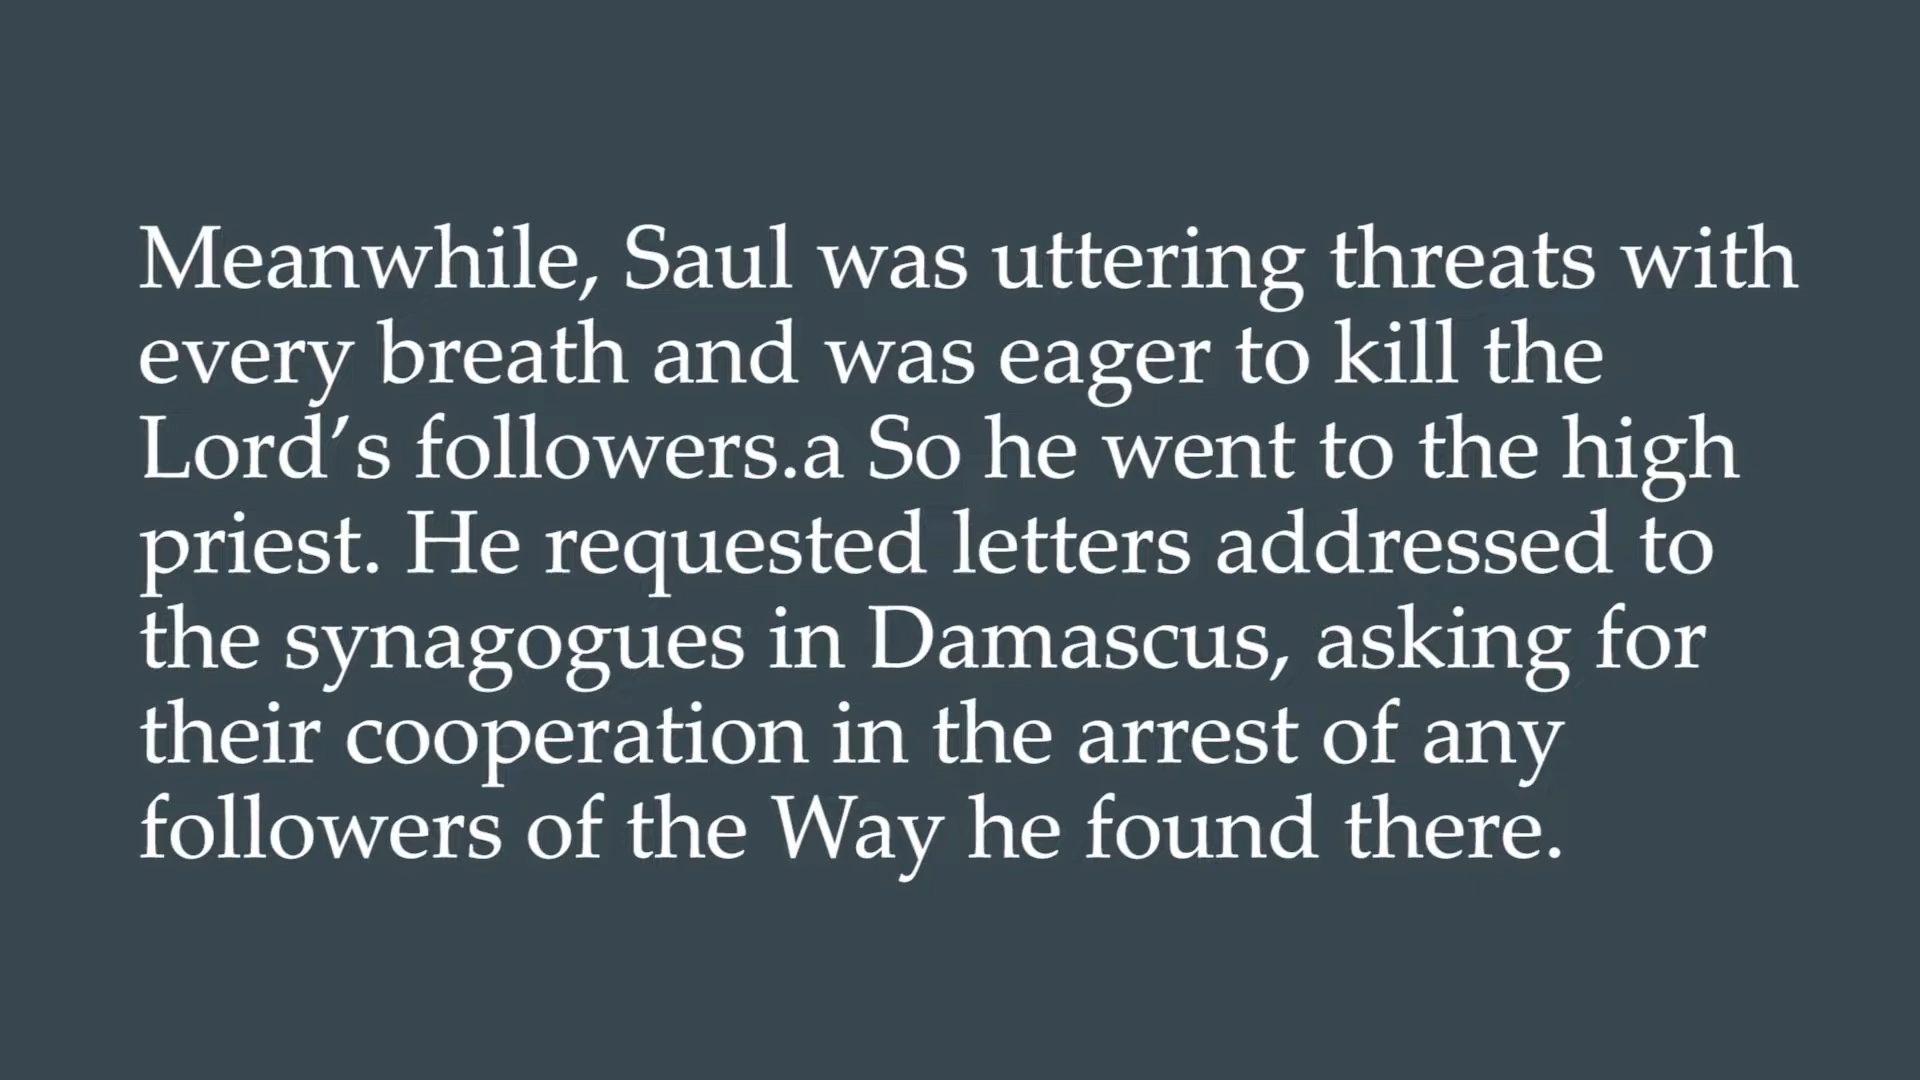 Meanwhile, Saul was uttering threats with
every breath and was eager to kill the
Lord’s followers.a So he went to the high
priest. He requested letters addressed to
the synagogues in Damascus, asking for
their cooperation in the arrest of any
followers of the Way he found there.